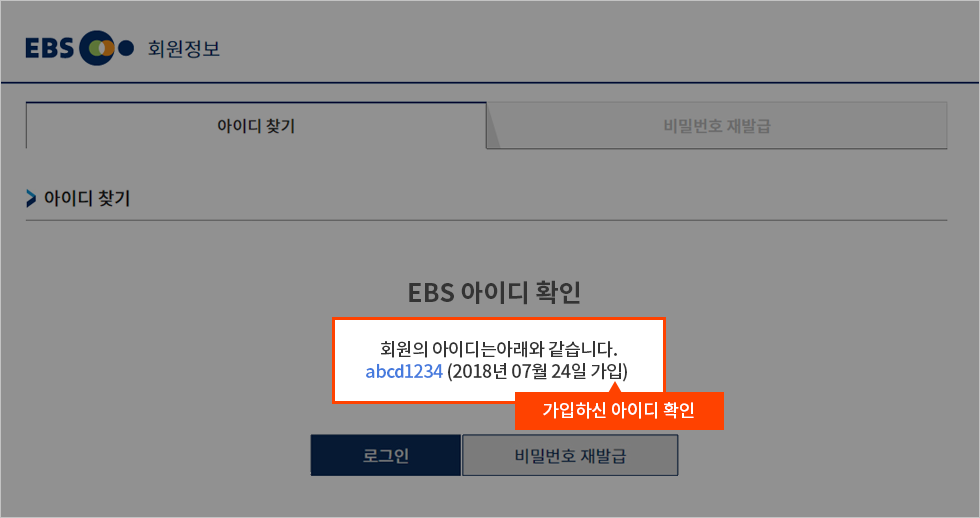 EBS 회원정보
아이디 찾기
비밀번호 재발급
아이디 찾기
EBS 아이디 확인
회원의 아이디는아래와 같습니다.
abcd1234 (2018년 07월 24일 가입)
가입하신 아이디 확인
로그인
비밀번호 재발급